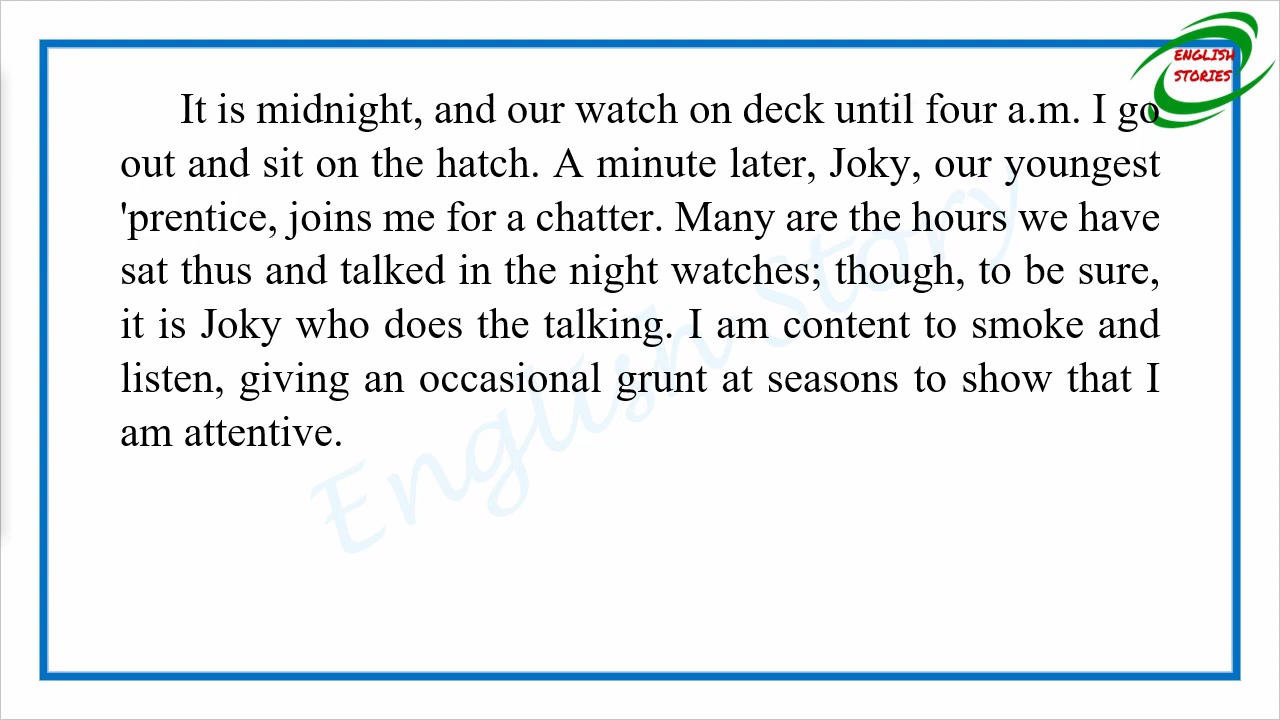 ENGLISH
STORIES
It is midnight, and our watch on deck until four a.m. I go
out and sit on the hatch. A minute later, Joky, our youngest
'prentice, joins me for a chatter. Many are the hours we have
sat thus and talked in the night watches; though, to be sure,
it is Joky who does the talking. I am content to smoke and
listen, giving an occasional grunt at seasons to show that I
am attentive.
English Story